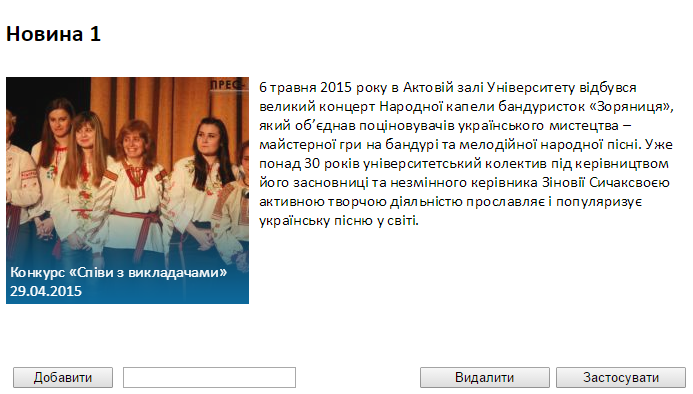 Новина 1
ПРЕС-
6 травня 2015 року в Актовій залі Університету відбувся
великий концерт Народної капели бандуристок «Зоряниця»,
який об’єднав поціновувачів українського мистецтва –
майстерної гри на бандурі та мелодійної народної пісні. Уже
понад 30 років університетський колектив під керівництвом
його засновниці та незмінного керівника Зіновії Сичаксвоєю
активною творчою діяльністю прославляє і популяризує
українську пісню у світі.
Конкурс «Співи з викладачами»
29.04.2015
Добавити
Видалити
Застосувати